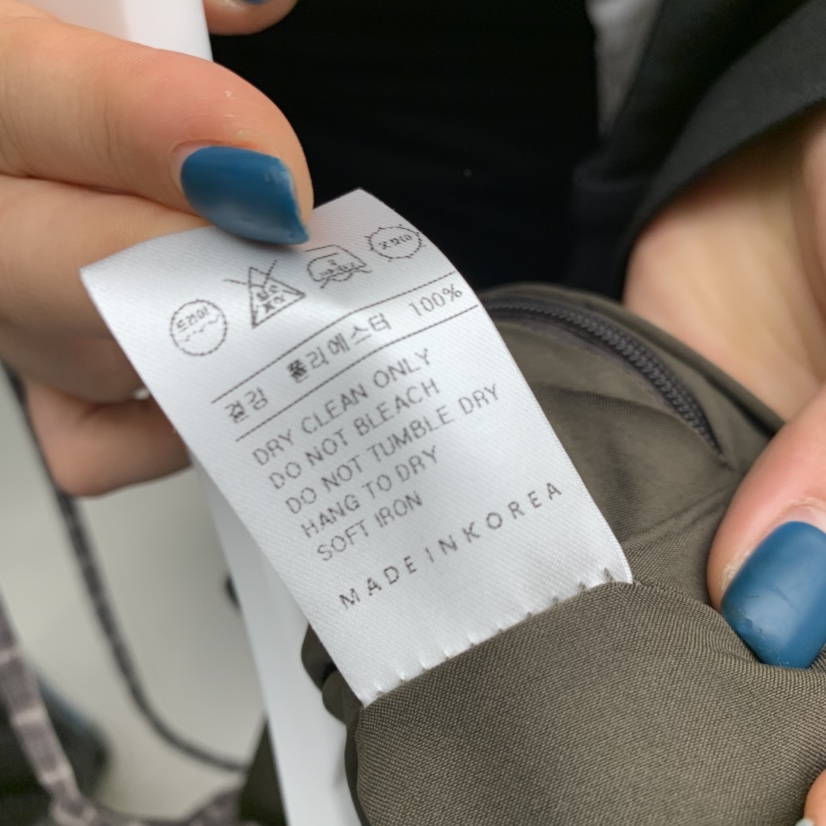 드라이
겉감 폴리에스터 100%
DRY CLEAN ONLY
DO NOT BLEACH
DO NOT TUMBLE DRY
HANG TO DRY
SOFT IRON
MADE IN KOREA